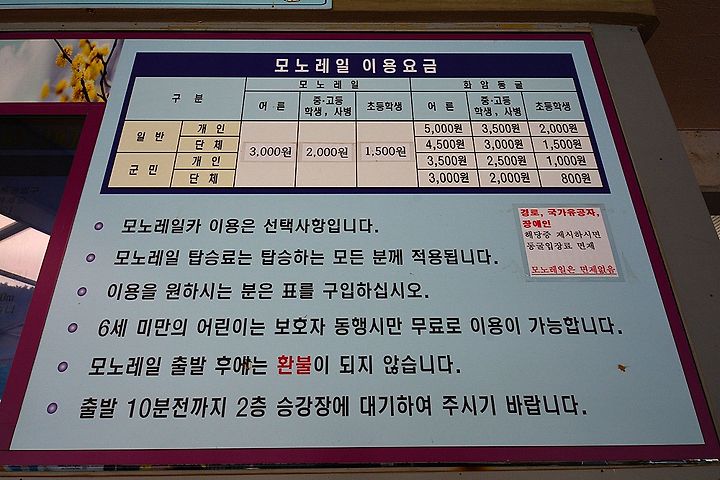 모노레일 이용요금
구 분 모 노 레 일 화 암 동 굴
어 른 중·고등 학생, 사병 초등학생 어 른 중·고등 학생, 사병 초등학생
일 반 개 인 3,000원 2,000원 1,500원 5,000원 3,500원 2,000원
단 체 4,500원 3,000원 1,500원
군 민 개 인 3,500원 2,500원 1,000원
단 체 3,000원 2,000원 800원
경로, 국가유공자,
장애인
해당증 제시하시면
동굴입장료 면제
모노레일은 면제없음
모노레일카 이용은 선택사항입니다.
모노레일 탑승료는 탑승하는 모든 분께 적용됩니다.
이용을 원하시는 분은 표를 구입하십시오.
6세 미만의 어린이는 보호자 동행시만 무료로 이용이 가능합니다.
모노레일 출발 후에는 환불이 되지 않습니다.
출발 10분전까지 2층 승강장에 대기하여 주시기 바랍니다.